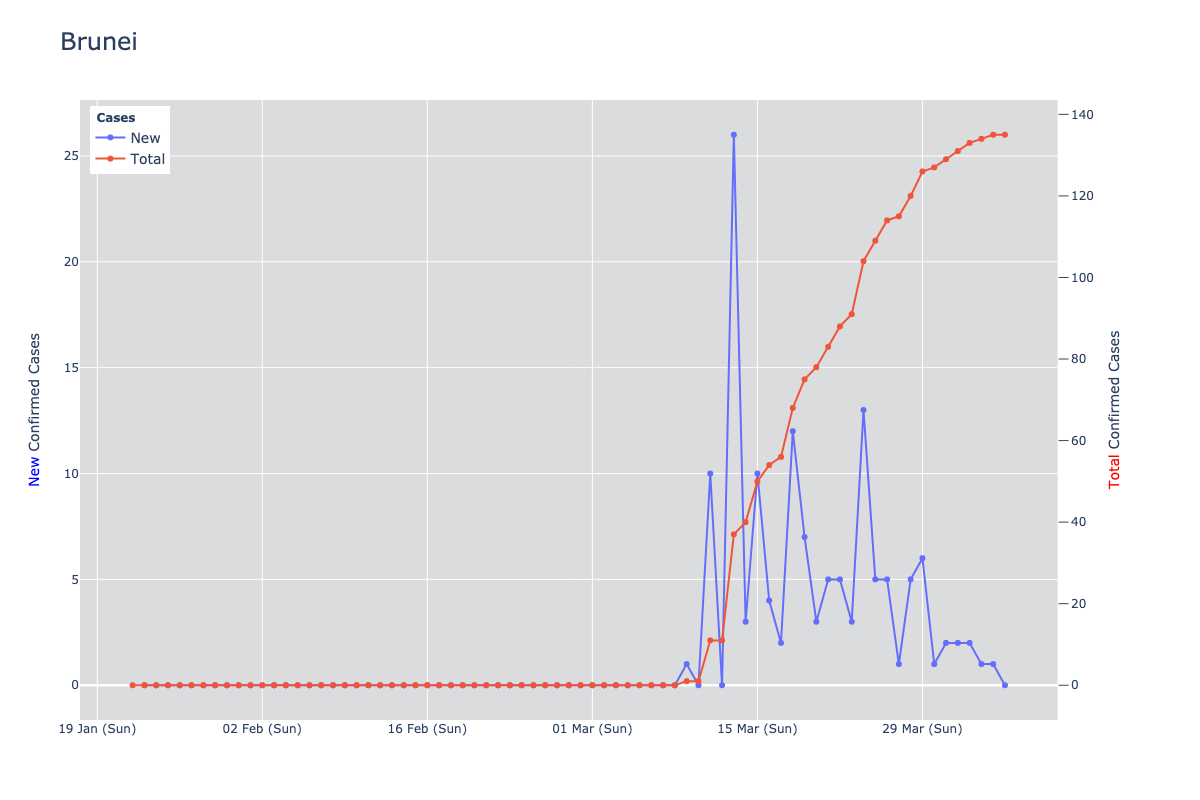 Brunei
Cases
New
Total
25
20
15
10
5
0
140
120
100
80
60
40
20
0
New Confirmed Cases
Total Confirmed Cases
19 Jan (Sun)
02 Feb (Sun)
16 Feb (Sun)
01 Mar (Sun)
15 Mar (Sun)
29 Mar (Sun)